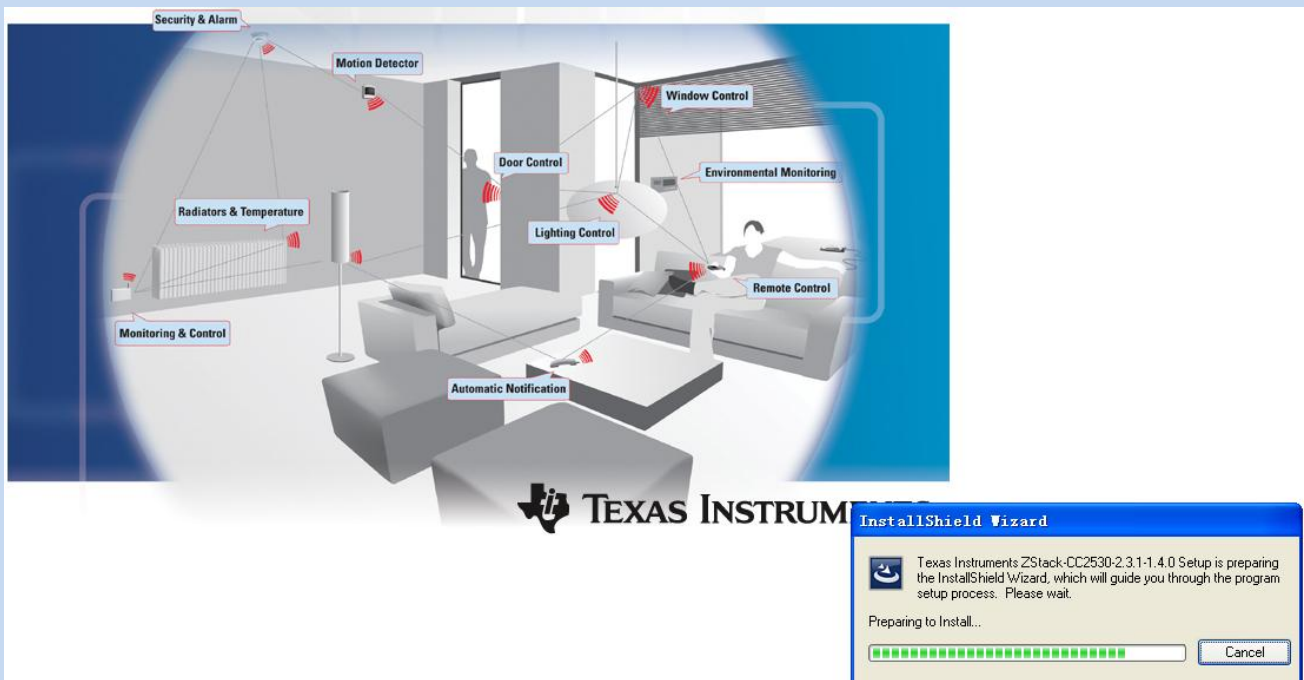 Security & Alarm
Motion Detector
Window Control
Door Control
Environmental Monitoring
Radiators & Temperature
Lighting Control
Remote Control
Monitoring & Control
Automatic Notification
TEXAS INSTRUM
InstallShield Wizard
Texas Instruments ZStack-CC2530-2.3.1-1.4.0 Setup is preparing
the InstallShield Wizard, which will guide you through the program
setup process. Please wait.
Preparing to Install...
Cancel